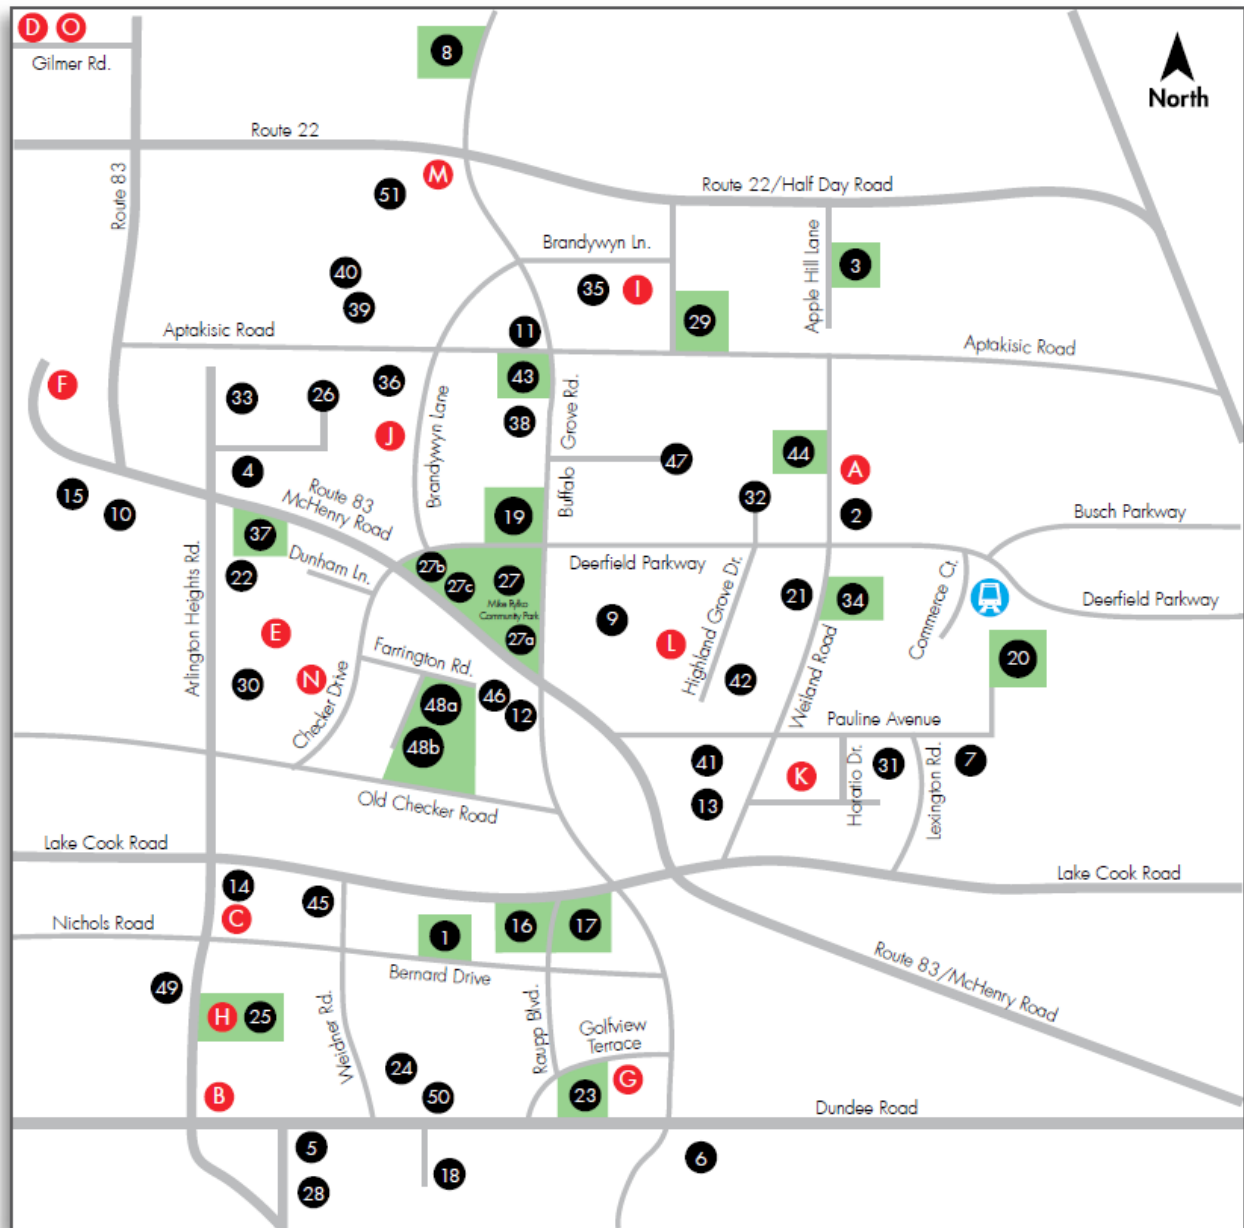 D O
Gilmer Rd.
8
North
Route 22
Route 83
M
51
Route 22/Half Day Road
Brandywyn Ln.
Apple Hill Lane
3
40
35
I
39
29
11
Aptakisic Road
Aptakisic Road
F
33
26
36
43
Brandywyn Lane
Buffalo Grove Rd.
38
J
4
47
44
A
Route 83
McHenry Road
15
10
32
2
19
Busch Parkway
37
Dunham Ln.
22
Arlington Heights Rd.
27b
27c
27
Mike Rylko
Community Park
27a
Deerfield Parkway
Highland Grove Dr.
21
34
Commerce Ct.
Deerfield Parkway
9
E
L
Weiland Road
20
30
N
Farrington Rd.
Checker Drive
46
12
48a
48b
42
Pauline Avenue
41
K
Horatio Dr.
31
Lexington Rd.
7
13
Old Checker Road
Lake Cook Road
Lake Cook Road
14
45
C
Nichols Road
1
16
17
Bernard Drive
Route 83/McHenry Road
49
H
25
Weidner Rd.
Raupp Blvd.
Golfview
Terrace
24
50
23
G
B
Dundee Road
5
28
18
6